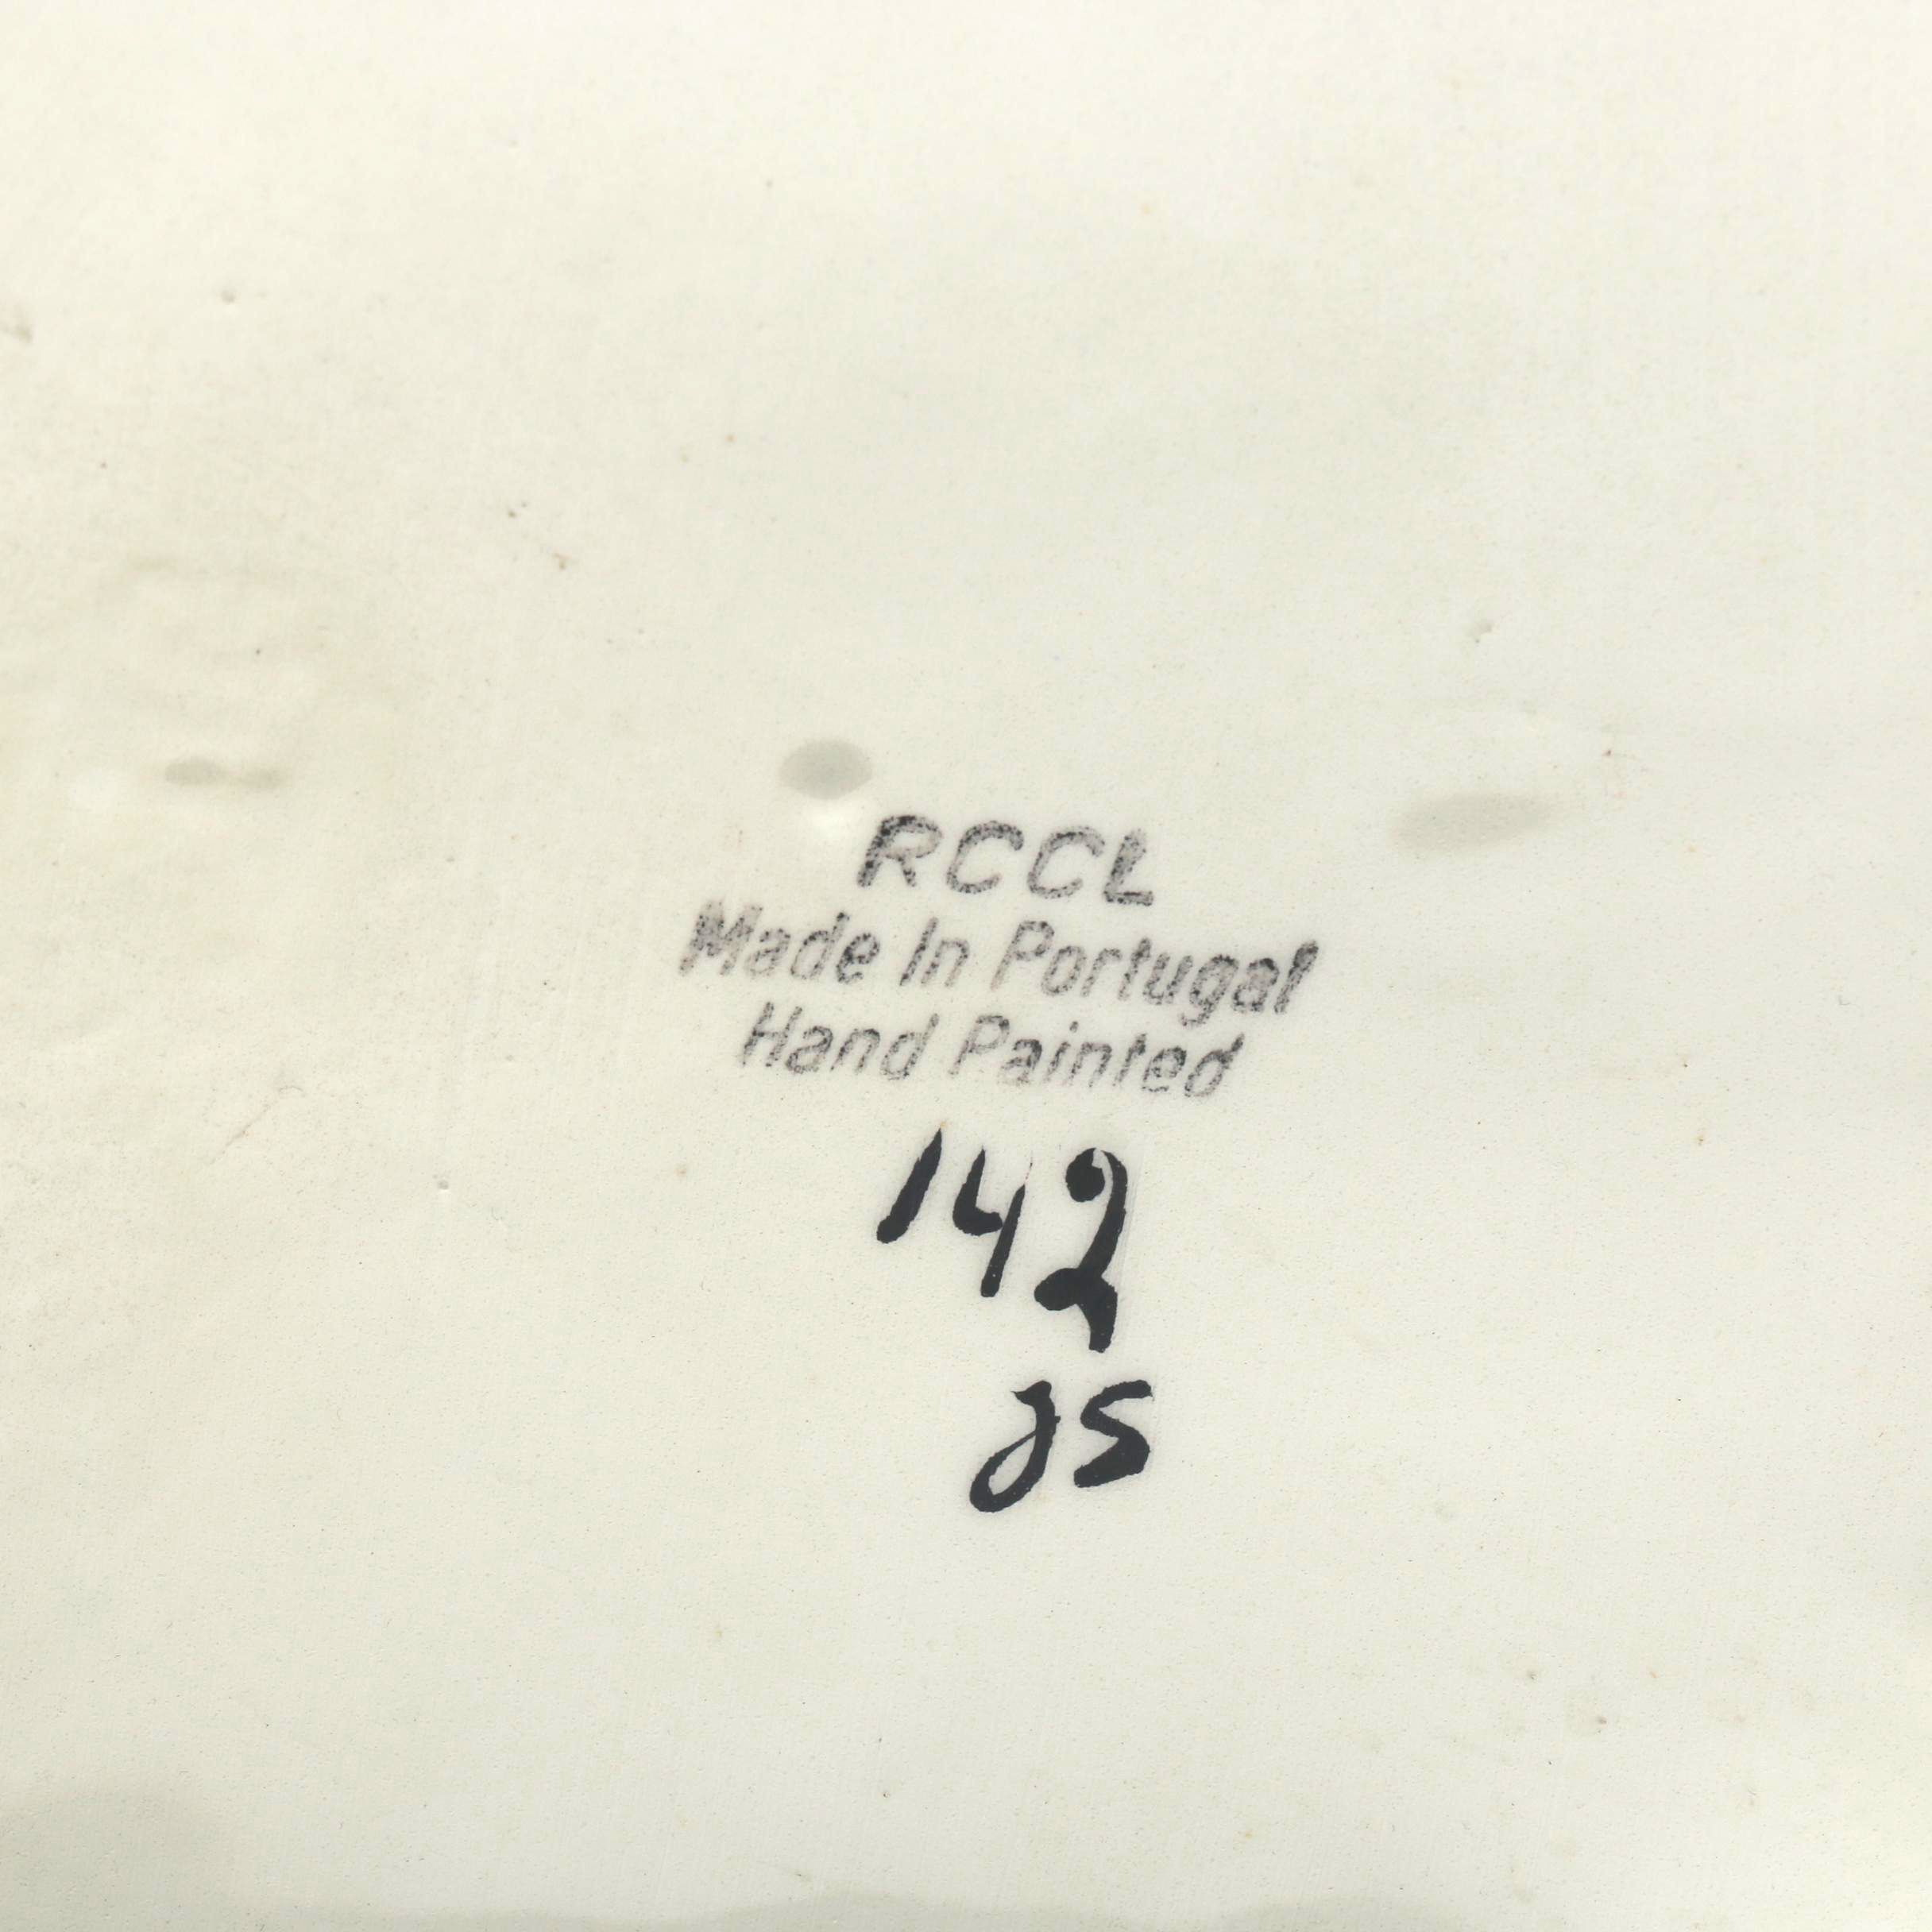 RCCL
Made In Portugal
Hand Painted
142
JS